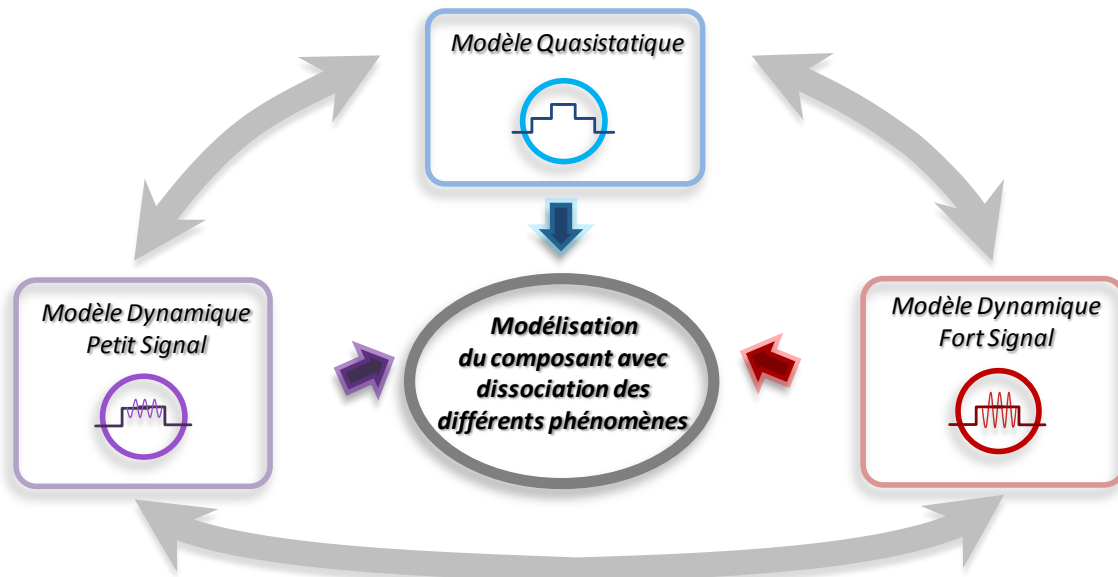 Modèle Quasistatique
Modèle Dynamique
Petit Signal
Modélisation
du composant avec
dissociation des
différents phénomènes
Modèle Dynamique
Fort Signal